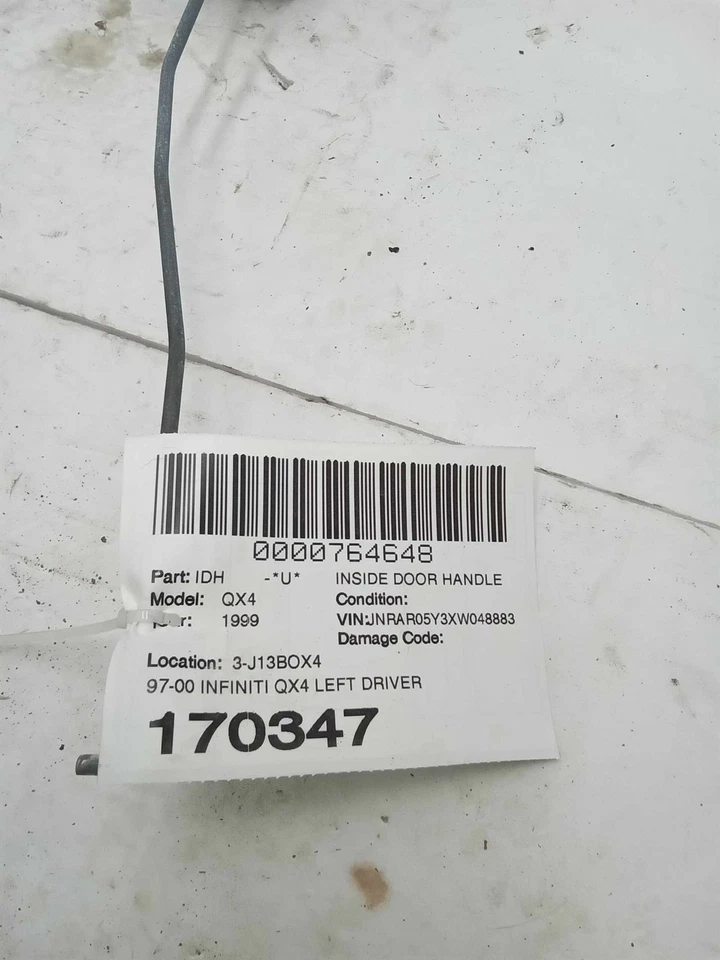 0000764648
Part: IDH -*U* INSIDE DOOR HANDLE
Model: QX4 Condition:
1999 VIN:JNRAR05Y3XW048883
Damage Code:
Location: 3-J13BOX4
97-00 INFINITI QX4 LEFT DRIVER
170347